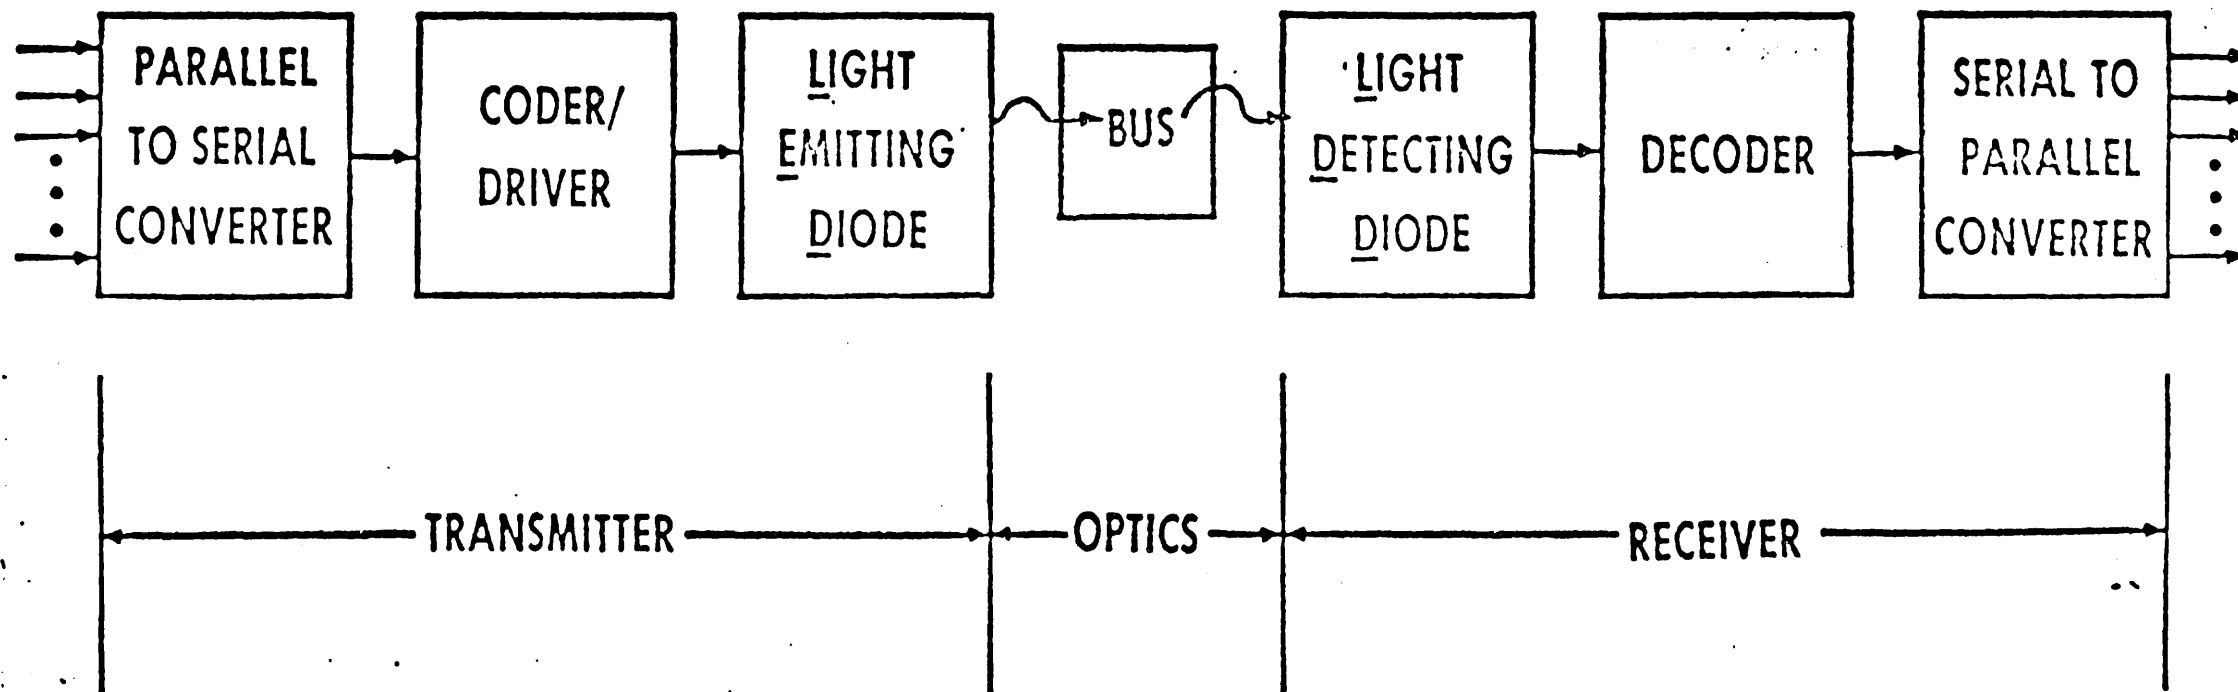 PARALLEL
TO SERIAL
CONVERTER
CODER/
DRIVER
LIGHT
EMITTING
DIODE
BUS
LIGHT
DETECTING
DIODE
DECODER
SERIAL TO
PARALLEL
CONVERTER
TRANSMITTER
OPTICS
RECEIVER